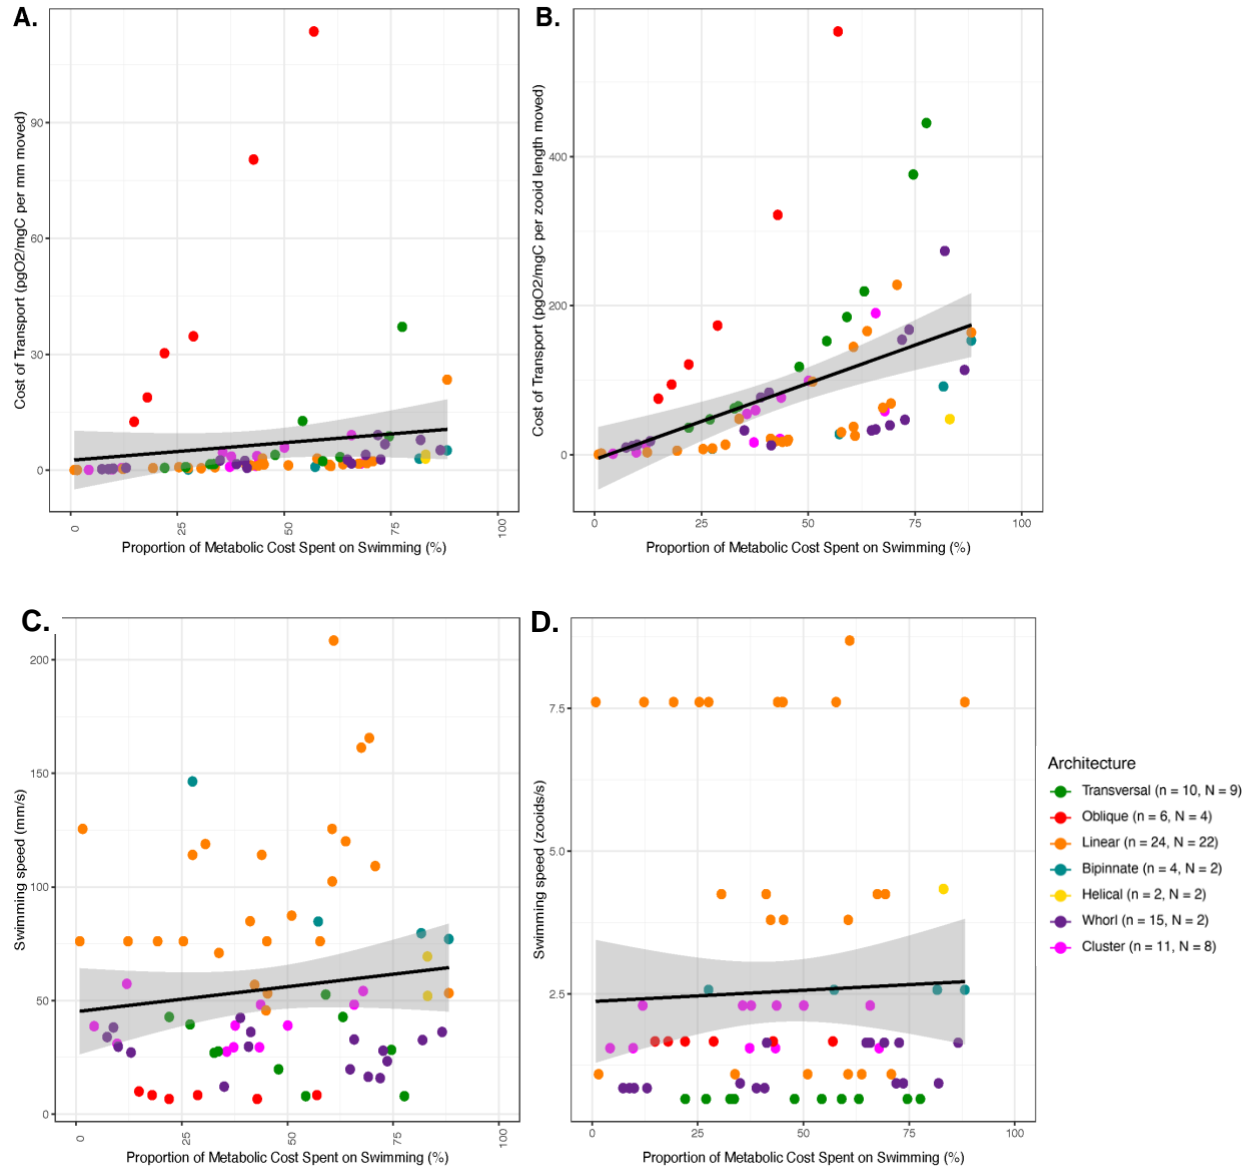 A.
Cost of Transport (pgO2/mgC per mm moved)
90
60
30
0
0
25
50
75
100
Proportion of Metabolic Cost Spent on Swimming (%)
B.
Cost of Transport (pgO2/mgC per zooid length moved)
400
200
0
0
25
50
75
100
Proportion of Metabolic Cost Spent on Swimming (%)
C.
Swimming speed (mm/s)
200
150
100
50
0
0
25
50
75
100
Proportion of Metabolic Cost Spent on Swimming (%)
D.
Swimming speed (zooids/s)
7.5
5.0
2.5
0
25
50
75
100
Proportion of Metabolic Cost Spent on Swimming (%)
Architecture
Transversal (n = 10, N = 9)
Oblique (n = 6, N = 4)
Linear (n = 24, N = 22)
Bipinnate (n = 4, N = 2)
Helical (n = 2, N = 2)
Whorl (n = 15, N = 2)
Cluster (n = 11, N = 8)